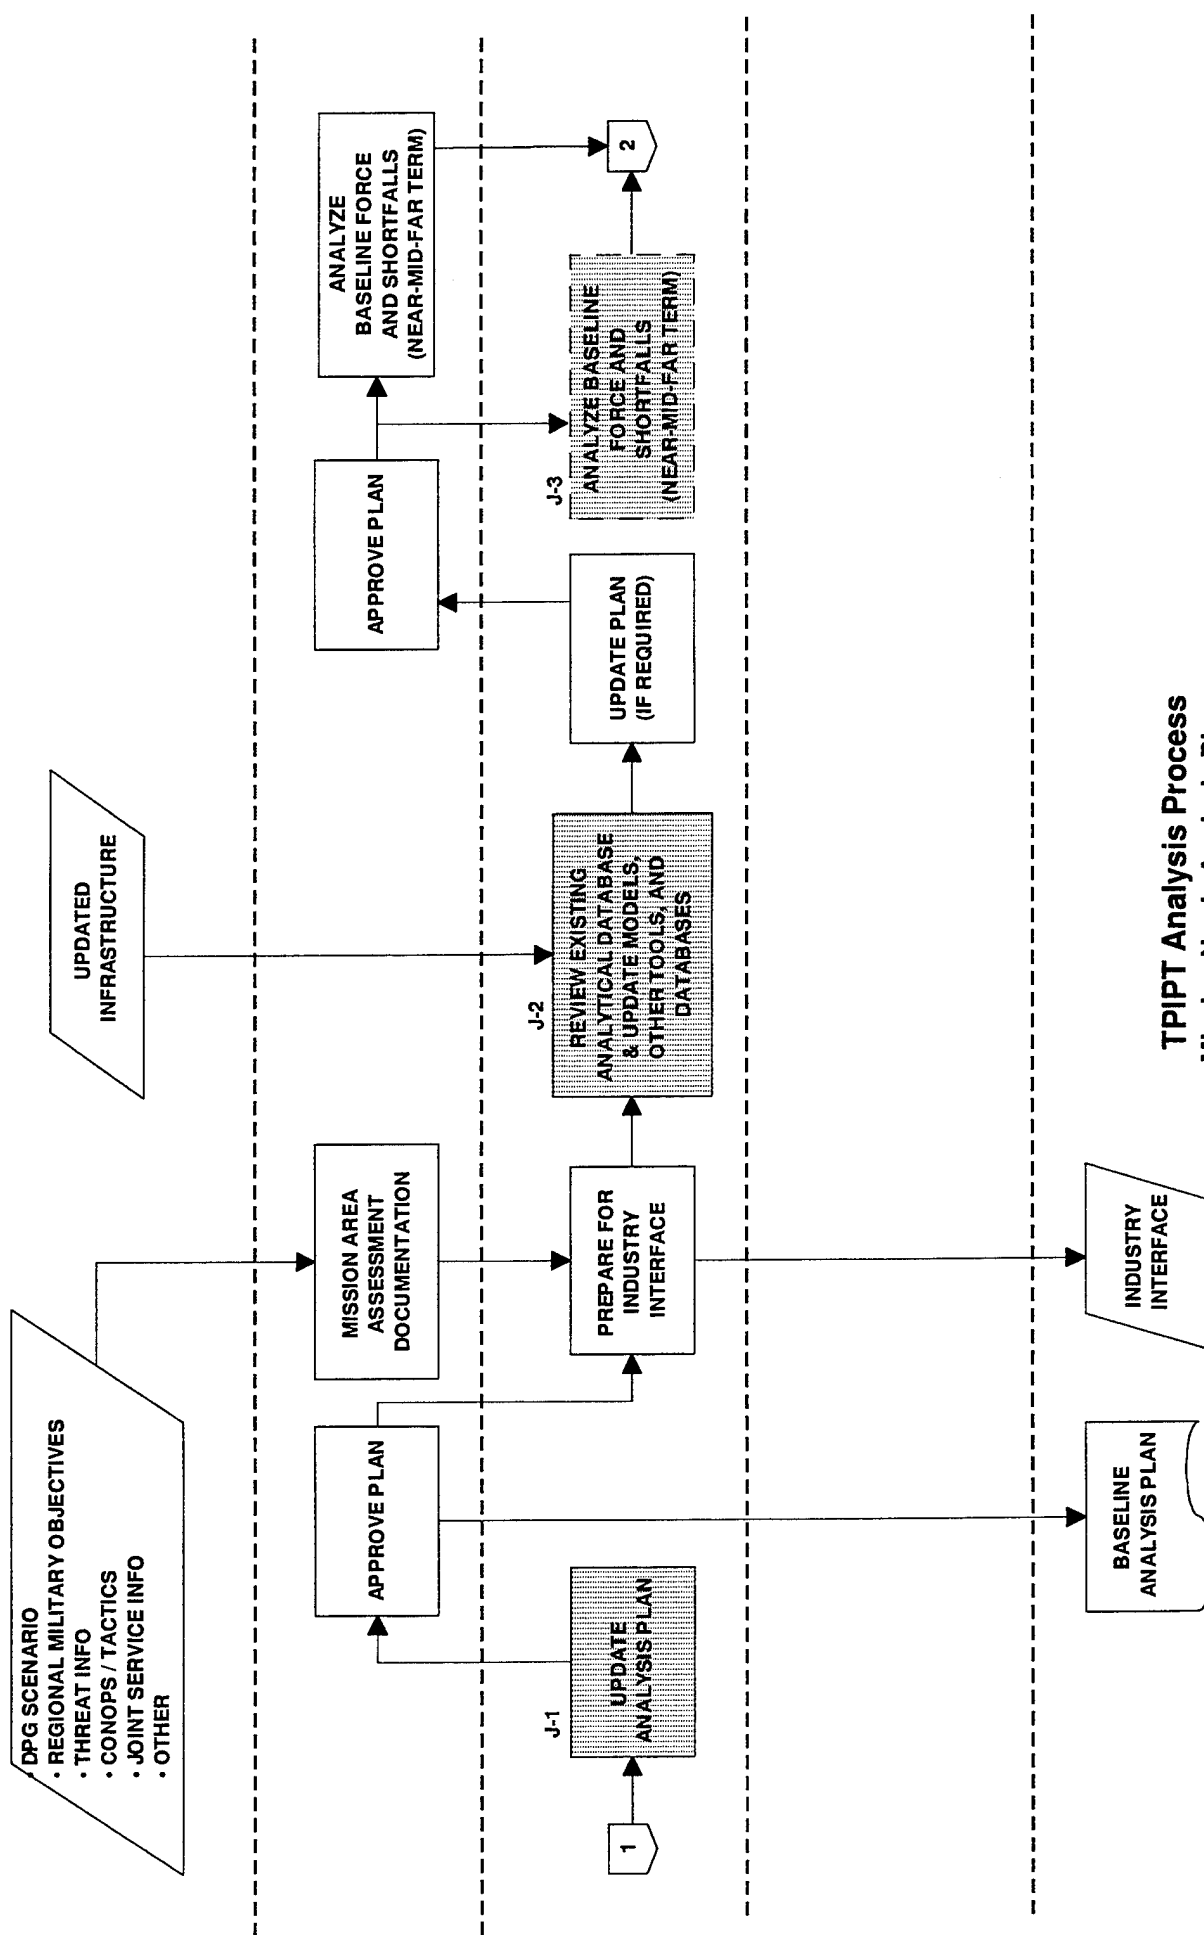 • DPG SCENARIO
• REGIONAL MILITARY OBJECTIVES
• THREAT INFO
• CONOPS / TACTICS
• JOINT SERVICE INFO
• OTHER
UPDATED
INFRASTRUCTURE
APPROVE PLAN
MISSION AREA
ASSESSMENT
DOCUMENTATION
APPROVE PLAN
ANALYZE
BASELINE FORCE
AND SHORTFALLS
(NEAR-MID-FAR TERM)
1
J-1
UPDATE
ANALYSIS PLAN
PREPARE FOR
INDUSTRY
INTERFACE
J-2
REVIEW EXISTING
ANALYTICAL DATABASE
& UPDATE MODELS,
OTHER TOOLS, AND
DATABASES
UPDATE PLAN
(IF REQUIRED)
J-3
ANALYZE BASELINE
FORCE AND
SHORTFALLS
(NEAR-MID-FAR TERM)
2
BASELINE
ANALYSIS PLAN
INDUSTRY
INTERFACE
TPIPT Analysis Process